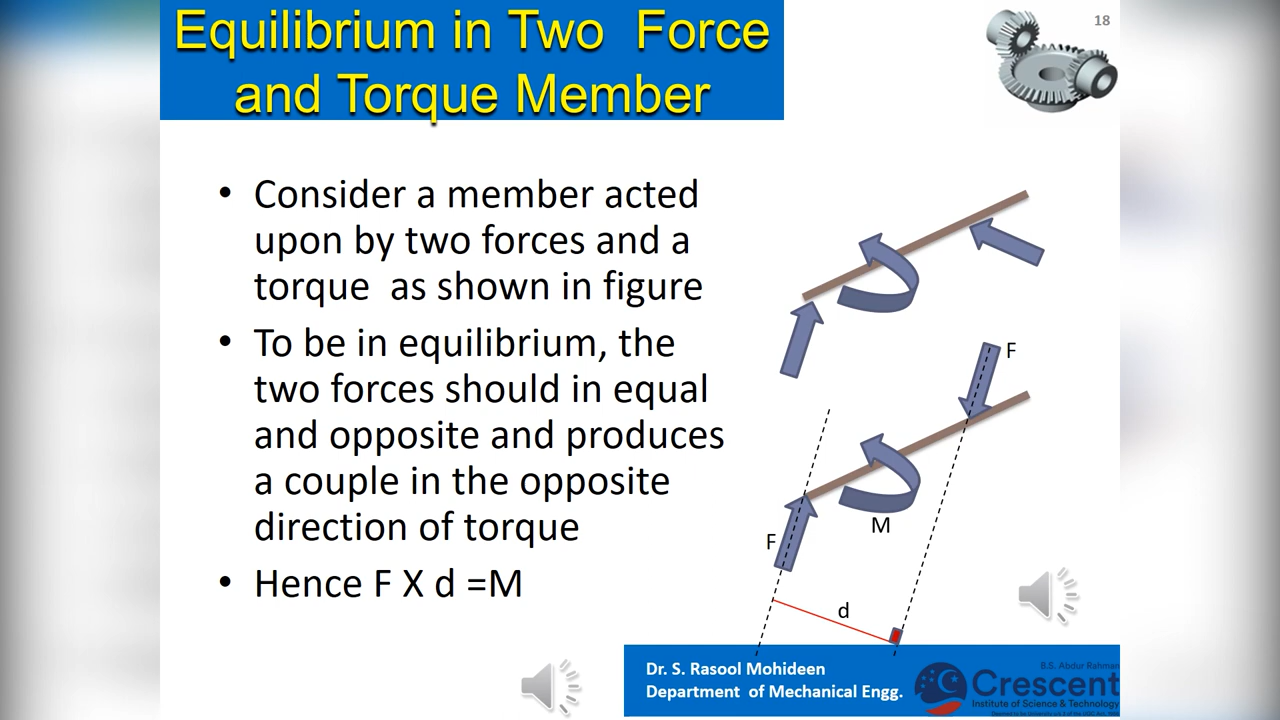 Equilibrium in Two Force
and Torque Member
18
• Consider a member acted
upon by two forces and a
torque as shown in figure
• To be in equilibrium, the
two forces should in equal
and opposite and produces
a couple in the opposite
direction of torque
• Hence F X d =M
F
M
F
d
Dr. S. Rasool Mohideen
Department of Mechanical Engg.
B.S. Abdur Rahman
Crescent
Institute of Science & Technology